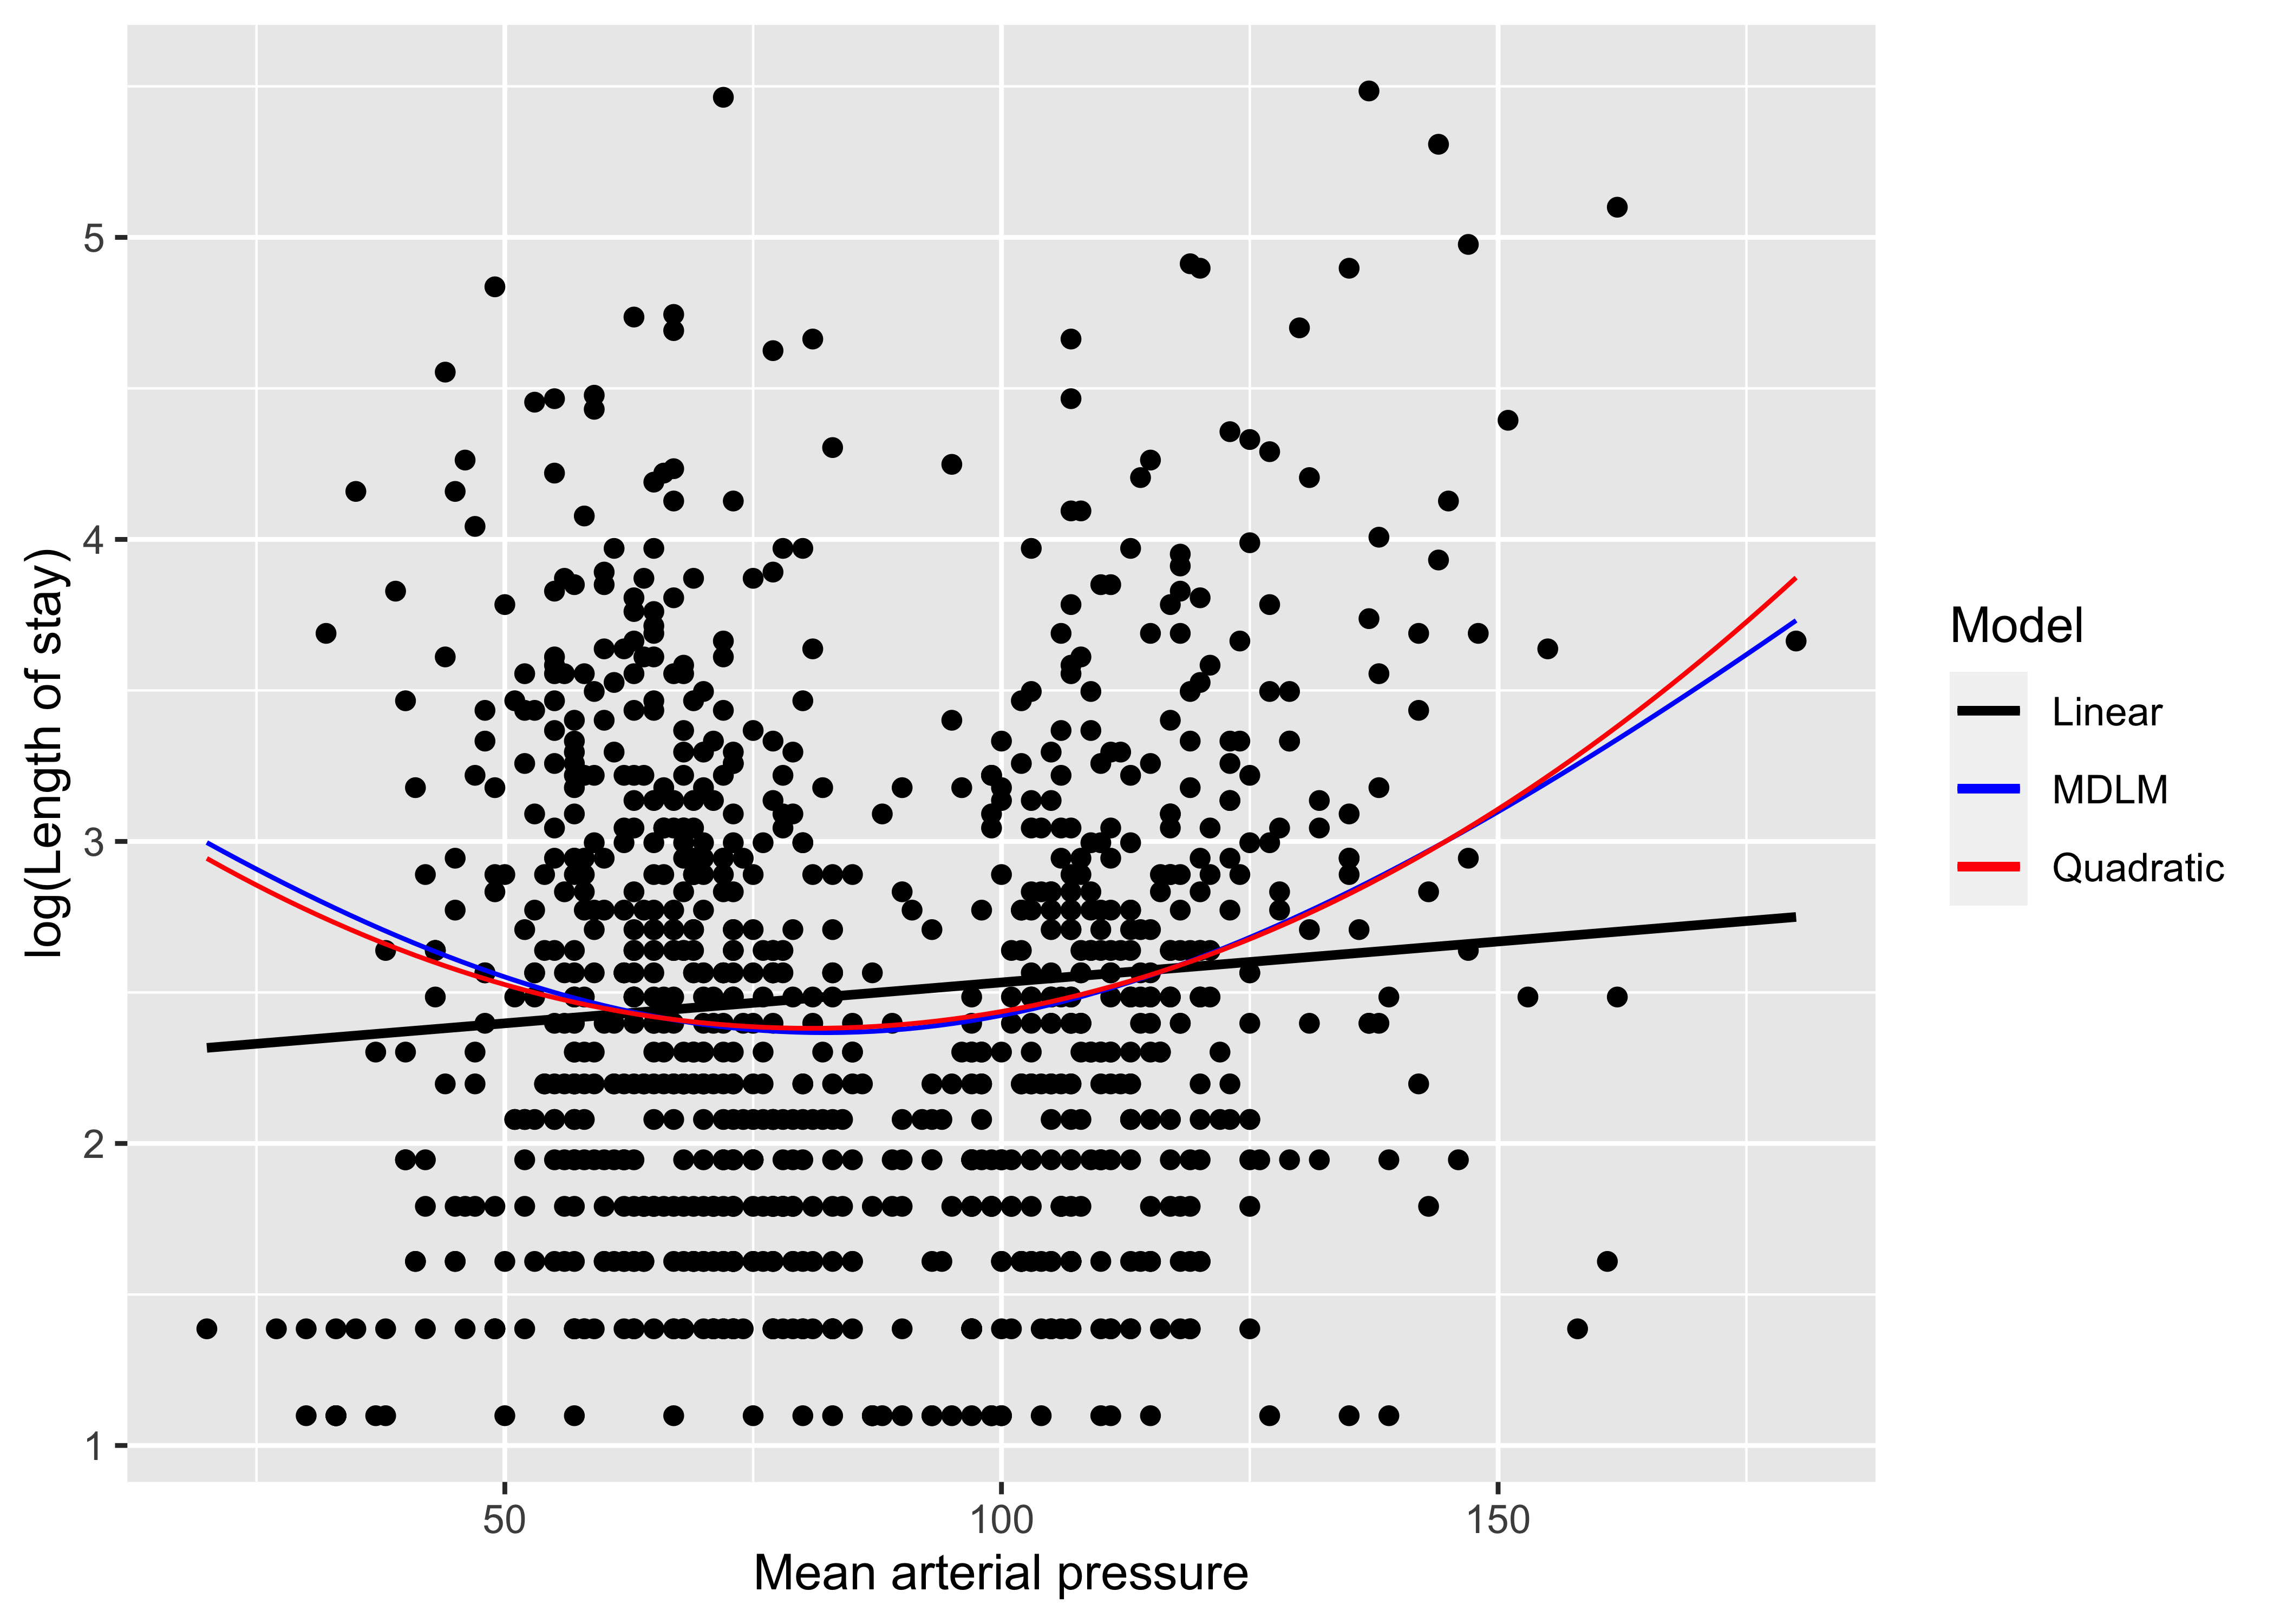 log(Length of stay)
5
4
3
2
1
50
100
150
Mean arterial pressure
Model
Linear
MDLM
Quadratic